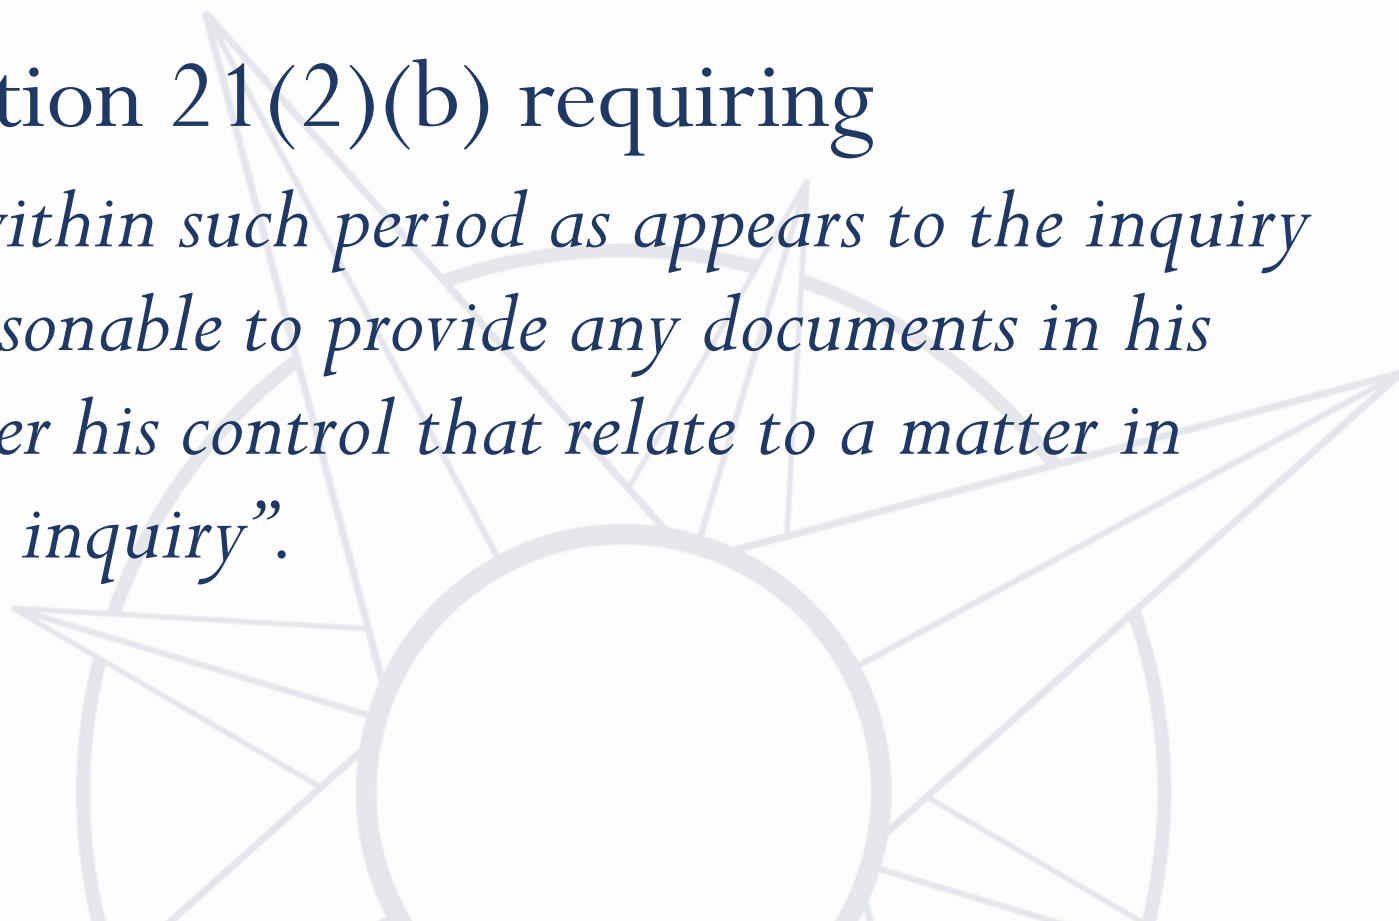 tion 21(2)(b) requiring
within such period as appears to the inquiry
sonable to provide any documents in his
er his control that relate to a matter in
inquiry”.